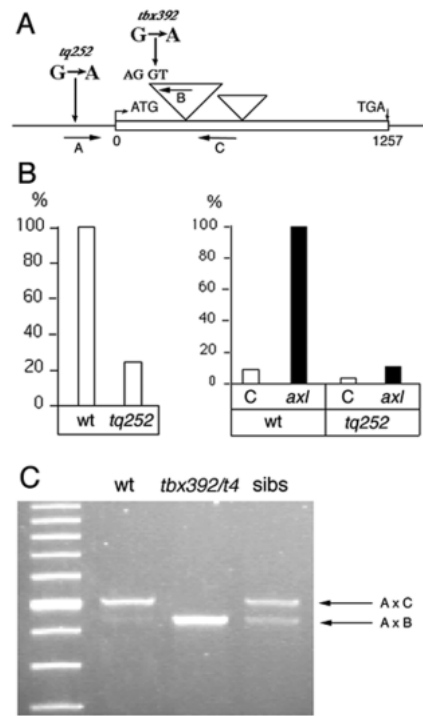 A
tbx392
tq252
G→A
G→A
AG GT
B
ATG
TGA
A
C
0
1257
B
%
%
100
100
80
80
60
60
40
40
20
20
0
0
wt
tq252
C
axl
C
axl
wt
tq252
C
wt
tbx392/t4
sibs
A x C
A x B